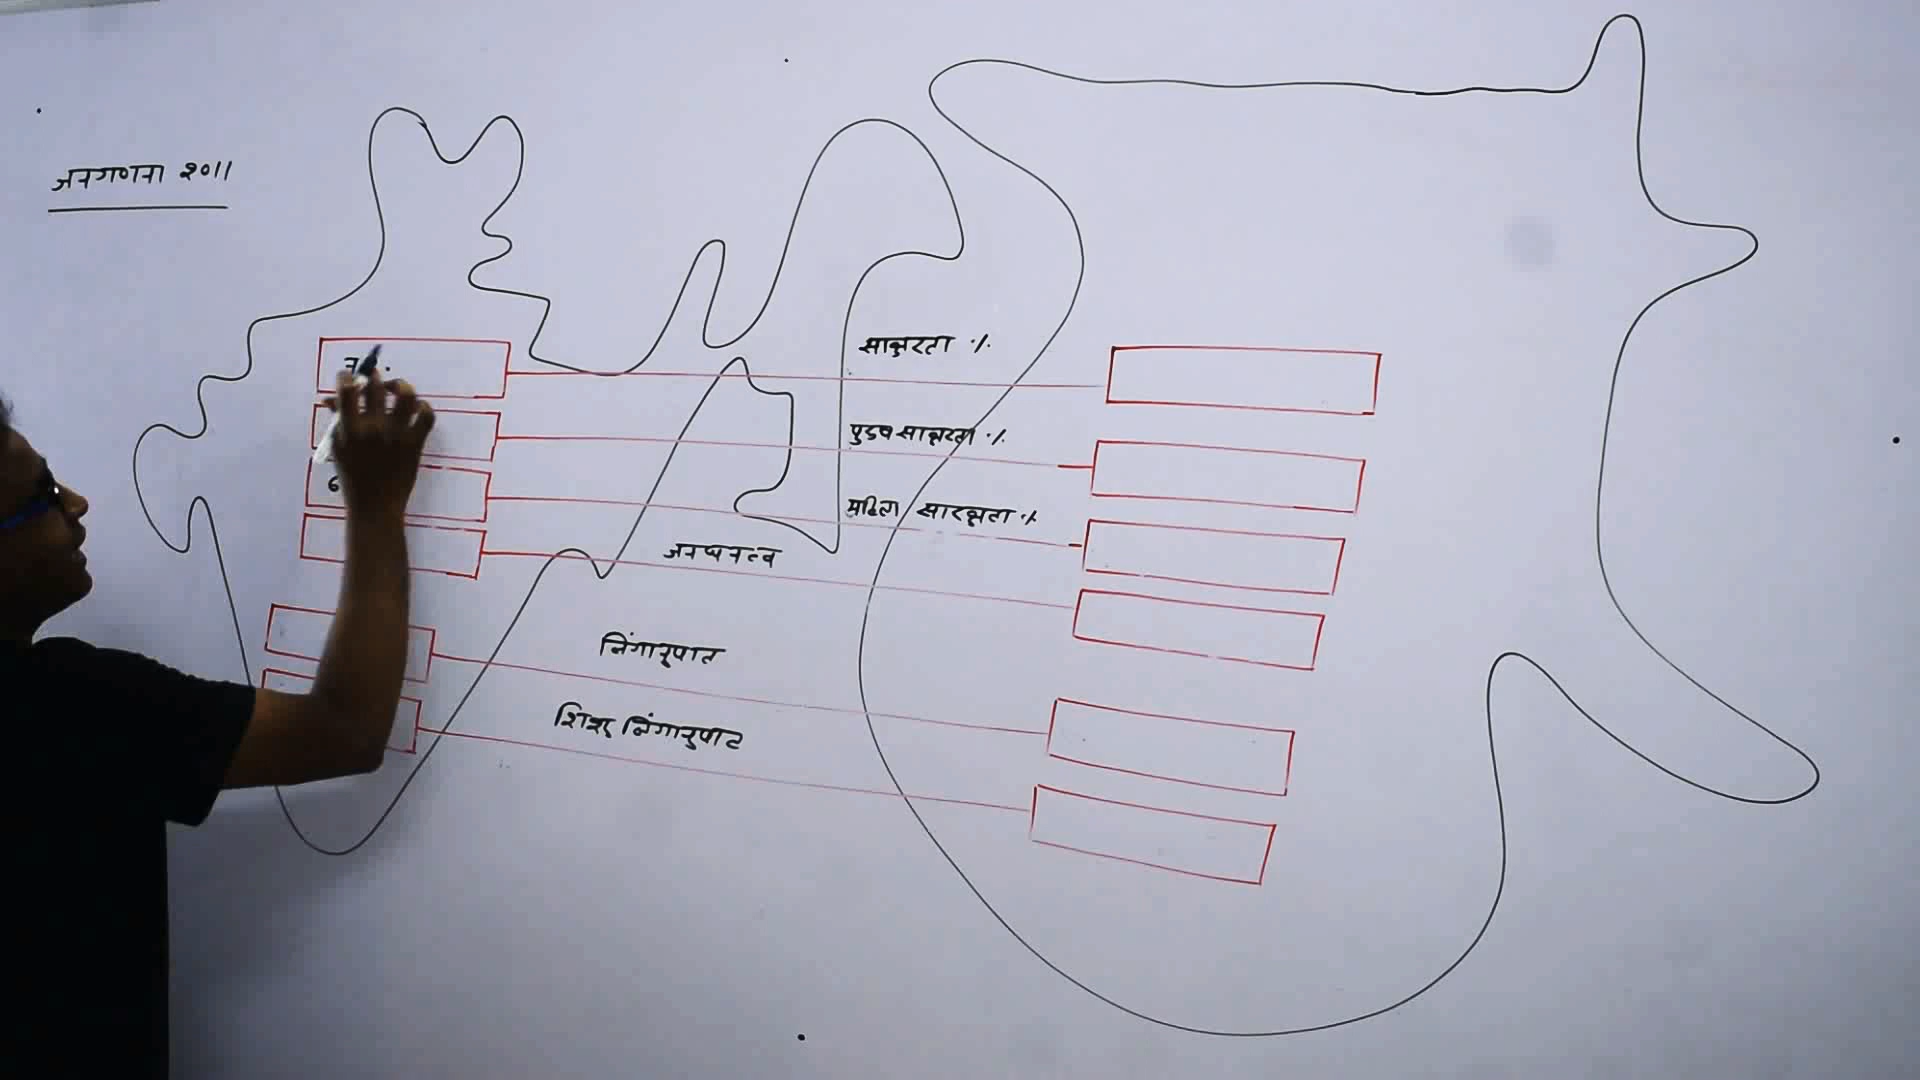 जनगणना २०११
साक्षरता %
पुरुष साक्षरता %
महिला साक्षरता %
जनघनत्व
लिंगानुपात
शिशु लिंगानुपात